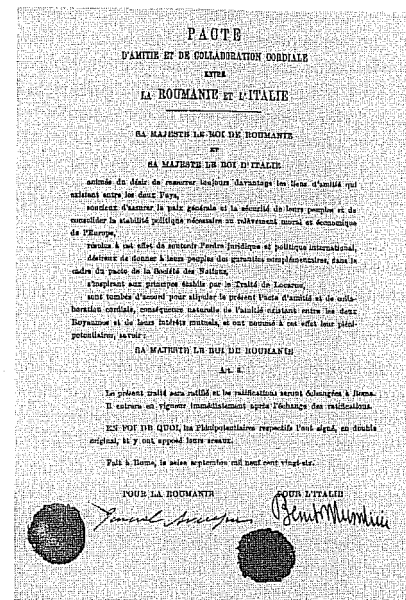 PACTE
D'AMITIE ET DE COLLABORATION CORDIALE
ENTRE
LA ROUMANIE ET L'ITALIE
SA MAJESTE LE ROI DE ROUMANIE
ET
SA MAJESTE LE ROI D'ITALIE
animés du désir de resserrer toujours davantage les liens d'amitié qui
existent entre les deux Pays,
soucieux d'assurer la paix générale et la sécurité de leurs peuples et de
consolider la stabilité politique nécessaire au relèvement moral et économique
de l'Europe,
résolus à cet effet de soutenir l'ordre juridique et politique international,
désireux de donner à leurs peuples des garanties complémentaires, dans le
cadre du pacte de la Société des Nations,
s'inspirant aux principes établis par le Traité de Locarno,
sont tombés d'accord pour stipuler le présent Pacte d'amitié et de colla-
boration cordiale, conséquence naturelle de l'amitié existant entre les deux
Royaumes et de leurs intérêts mutuels, et ont nommé à cet effet leur pléni-
potentiaires, savoir:
SA MAJESTE LE ROI DE ROUMANIE
Le présent traité sera ratifié et les ratifications seront échangées à Rome.
Il entrera en vigueur immédiatement après l'échange des ratifications.
EN FOI DE QUOI, les Plénipotentiaires respectifs l'ont signé, en double
original, et y ont apposé leurs sceaux.
Fait à Rome, le seize septembre mil neuf cent vingt-six.
POUR LA ROUMANIE
POUR L'ITALIE
General Averescu
Benito Mussolini